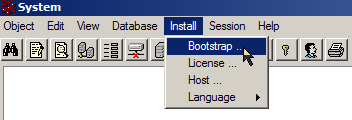 System
Object Edit View Database Install Session Help
Bootstrap ...
License ...
Host ...
Language